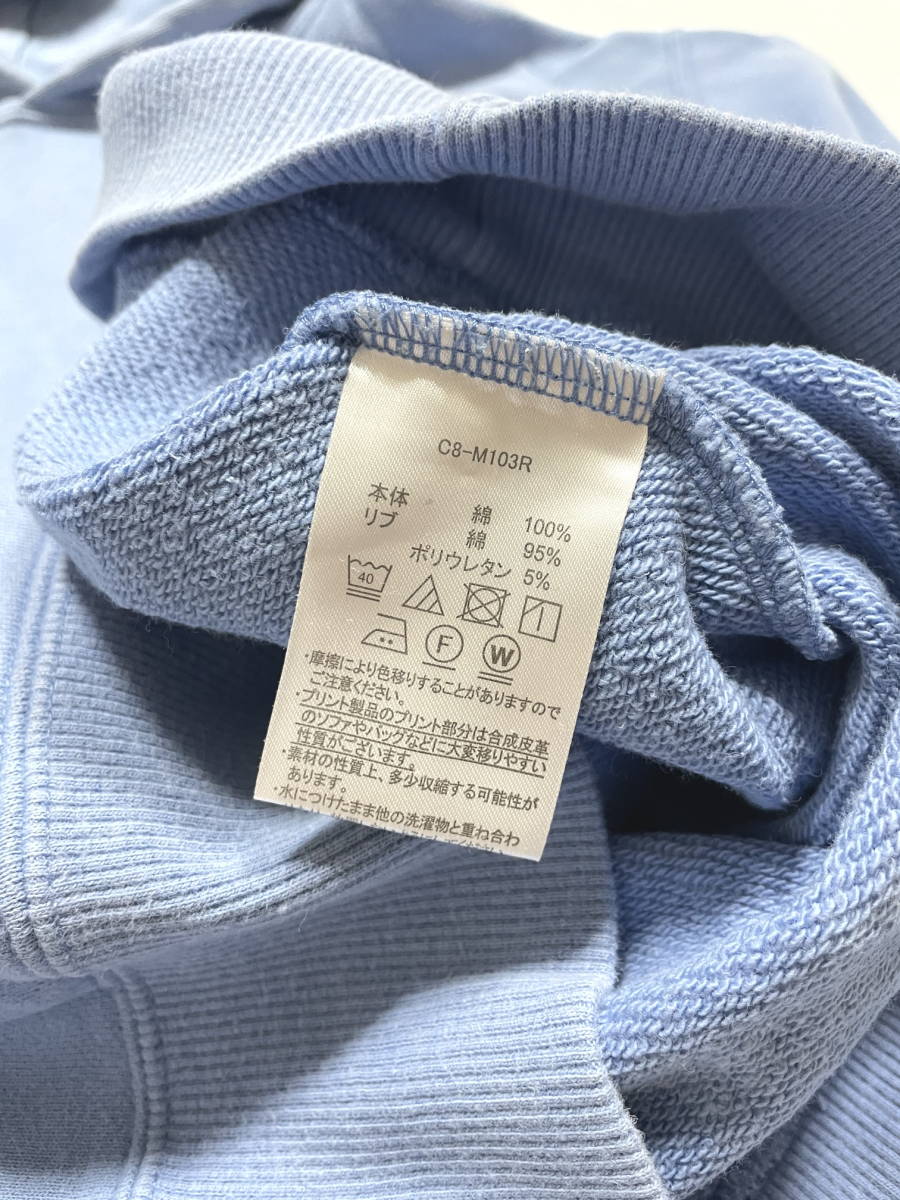 C8-M103R
本体 綿 100%
リブ 綿 95%
ポリウレタン 5%
40
F W
・摩擦により色移りすることがありますので
ご注意ください。
・プリント製品のプリント部分は合成皮革
のソファやバッグなどに大変移りやすい
性質がございます。
・素材の性質上、多少収縮する可能性が
あります。
・水につけたまま他の洗濯物と重ね合わ